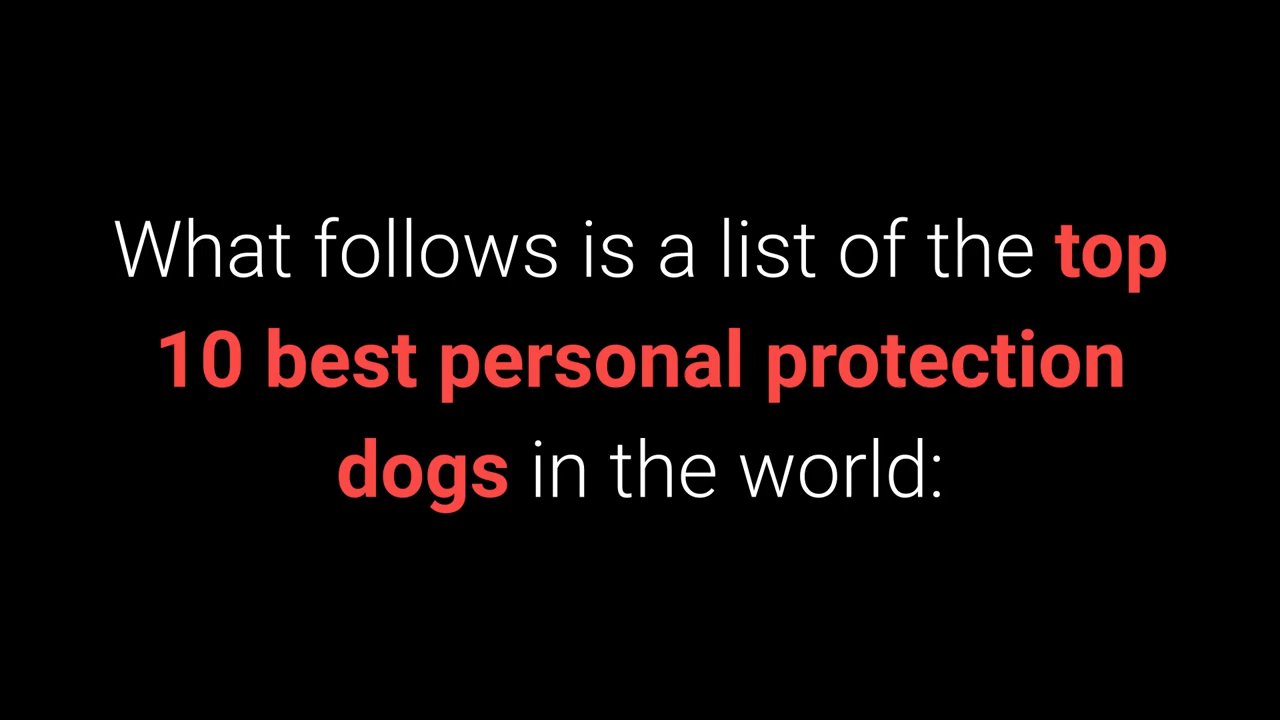 What follows is a list of the top
10 best personal protection
dogs in the world: